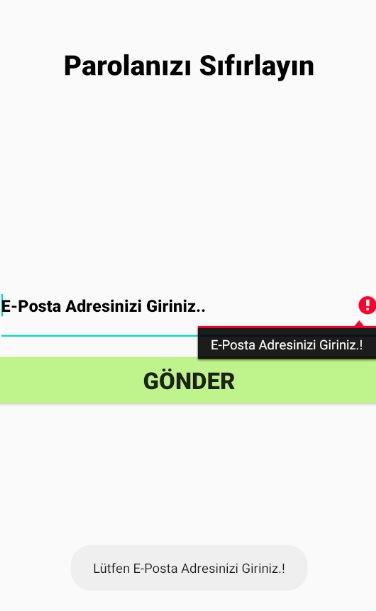 Parolanızı Sıfırlayın
E-Posta Adresinizi Giriniz..
E-Posta Adresinizi Giriniz.!
GÖNDER
Lütfen E-Posta Adresinizi Giriniz.!